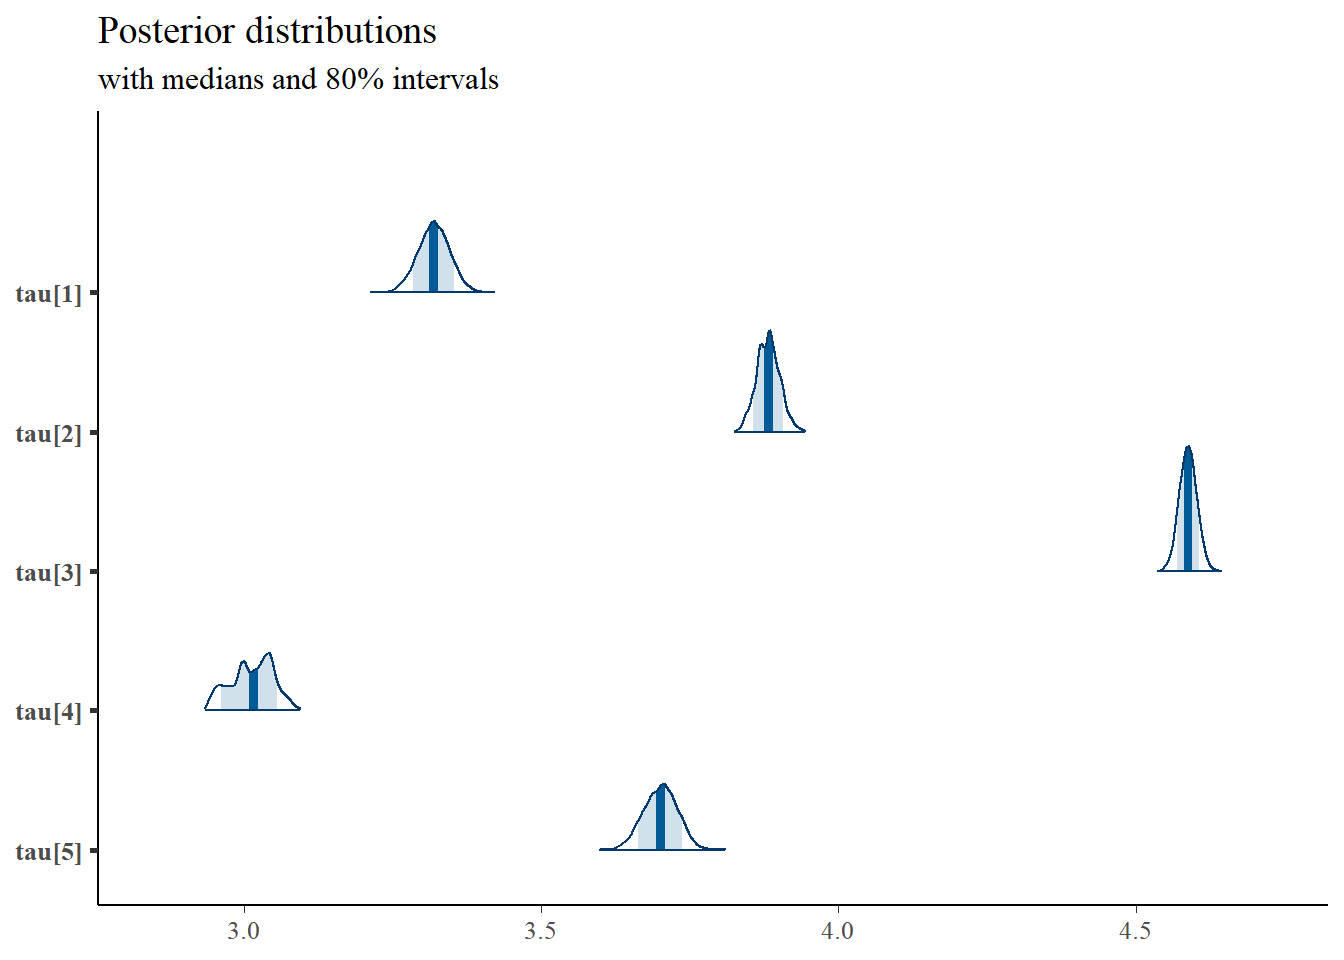 Posterior distributions
with medians and 80% intervals
tau[1]
tau[2]
tau[3]
tau[4]
tau[5]
3.0 3.5 4.0 4.5